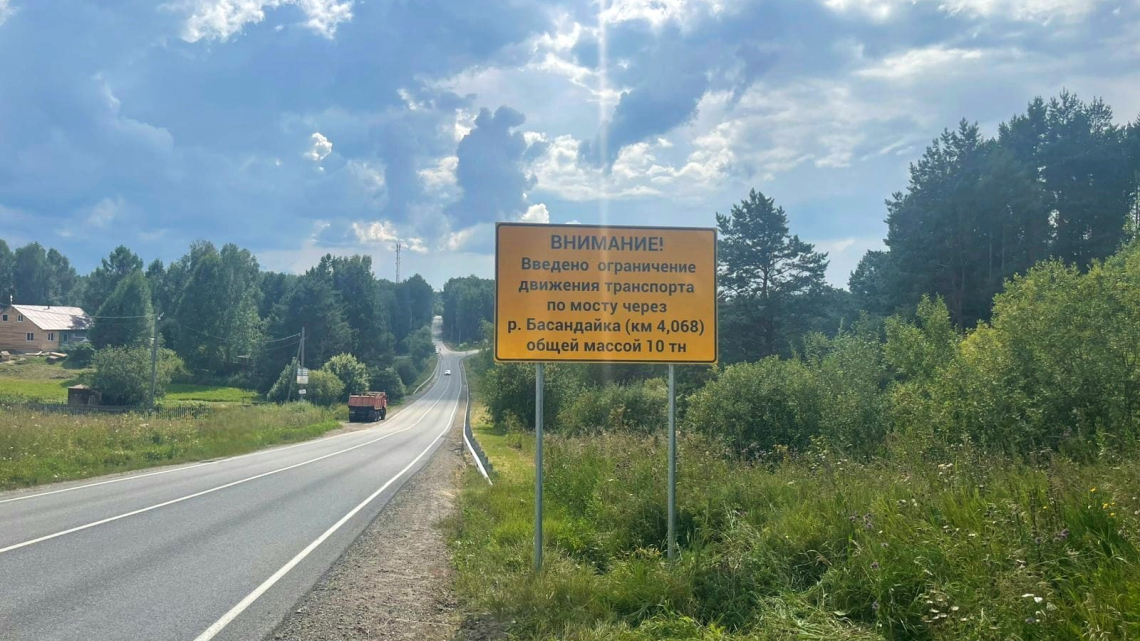 ВНИМАНИЕ!
Введено ограничение
движения транспорта
по мосту через
р. Басандайка (км 4,068)
общей массой 10 тн